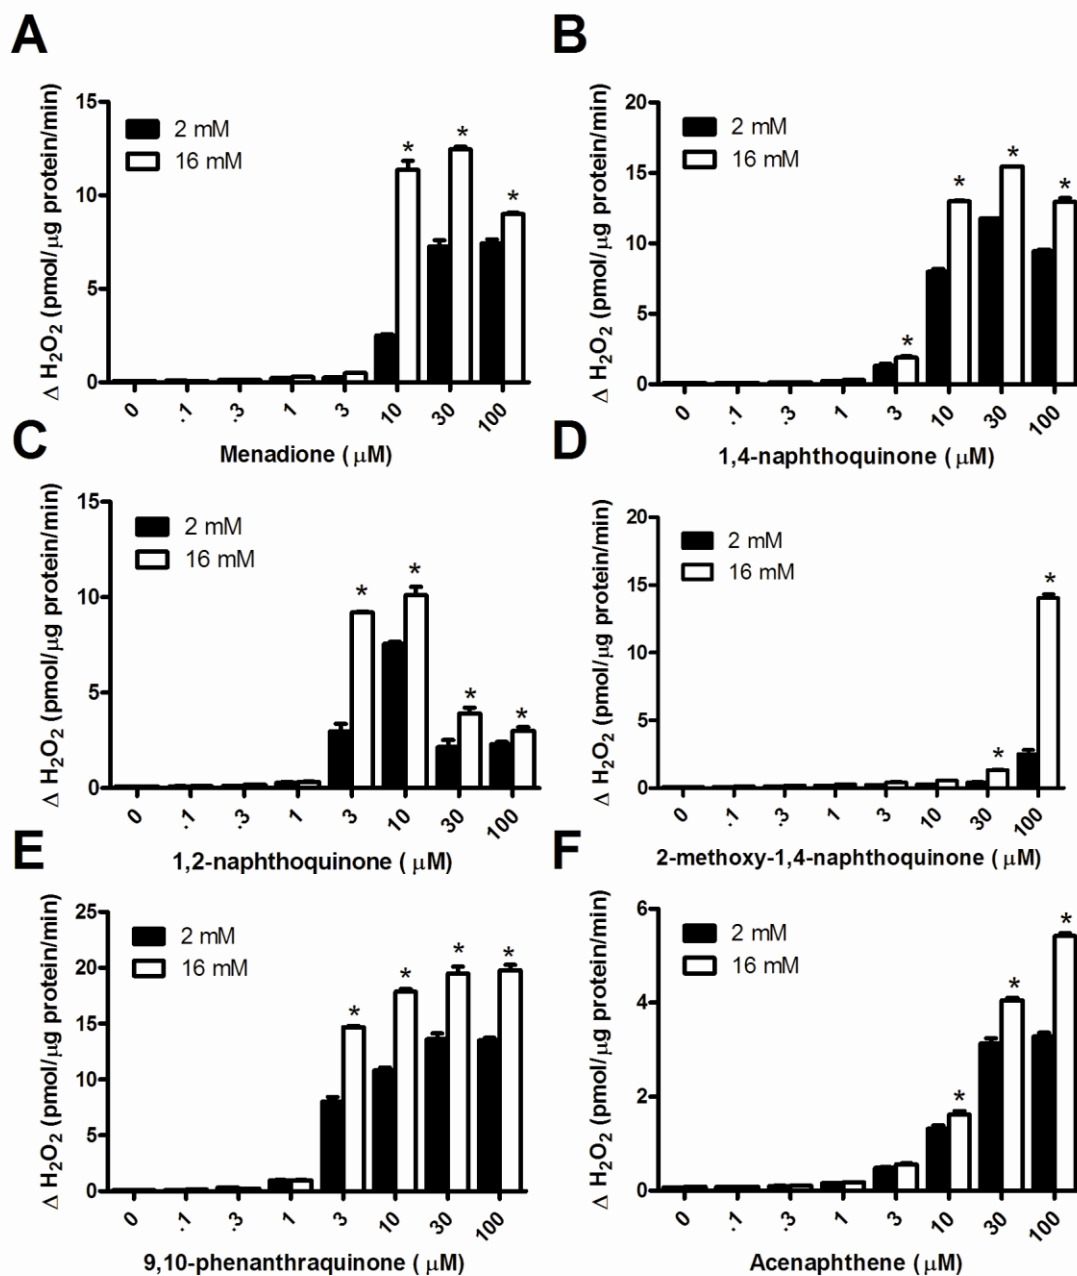 A
Δ H₂O₂ (pmol/μg protein/min)
15
10
5
0
2 mM
16 mM
* * *
0 .1 .3 1 3 10 30 100
Menadione ( μM)
B
Δ H₂O₂ (pmol/μg protein/min)
20
15
10
5
0
2 mM
16 mM
* * * *
0 .1 .3 1 3 10 30 100
1,4-naphthoquinone ( μM)
C
Δ H₂O₂ (pmol/μg protein/min)
15
10
5
0
2 mM
16 mM
* * * *
0 .1 .3 1 3 10 30 100
1,2-naphthoquinone ( μM)
D
Δ H₂O₂ (pmol/μg protein/min)
20
15
10
5
0
2 mM
16 mM
* *
0 .1 .3 1 3 10 30 100
2-methoxy-1,4-naphthoquinone ( μM)
E
Δ H₂O₂ (pmol/μg protein/min)
25
20
15
10
5
0
2 mM
16 mM
* * * *
0 .1 .3 1 3 10 30 100
9,10-phenanthraquinone ( μM)
F
Δ H₂O₂ (pmol/μg protein/min)
6
4
2
0
2 mM
16 mM
* * *
0 .1 .3 1 3 10 30 100
Acenaphthene ( μM)